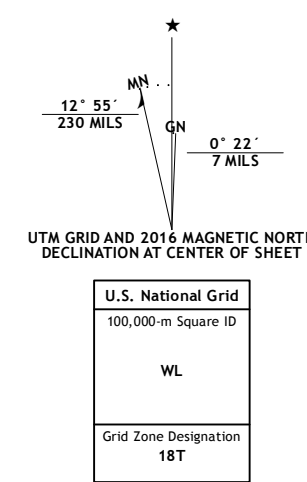 MN
GN
12° 55´
230 MILS
0° 22´
7 MILS
UTM GRID AND 2016 MAGNETIC NORTH
DECLINATION AT CENTER OF SHEET
U.S. National Grid
100,000-m Square ID
WL
Grid Zone Designation
18T